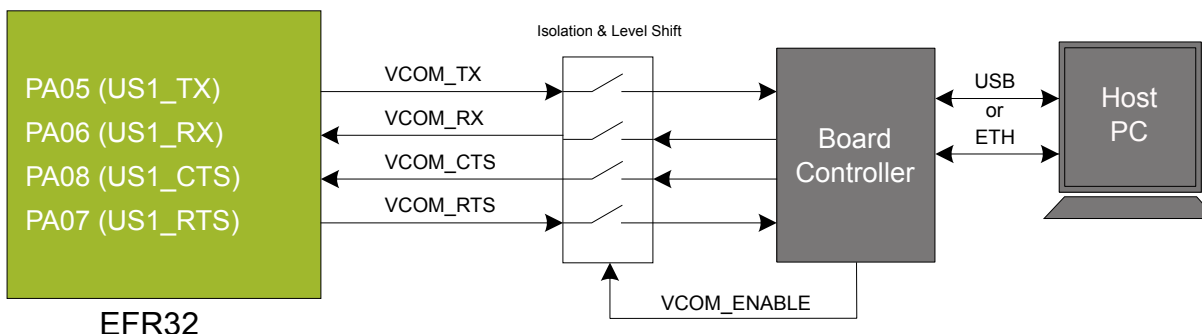 Isolation & Level Shift
PA05 (US1_TX)
PA06 (US1_RX)
PA08 (US1_CTS)
PA07 (US1_RTS)
EFR32
VCOM_TX
VCOM_RX
VCOM_CTS
VCOM_RTS
VCOM_ENABLE
Board
Controller
USB
or
ETH
Host
PC